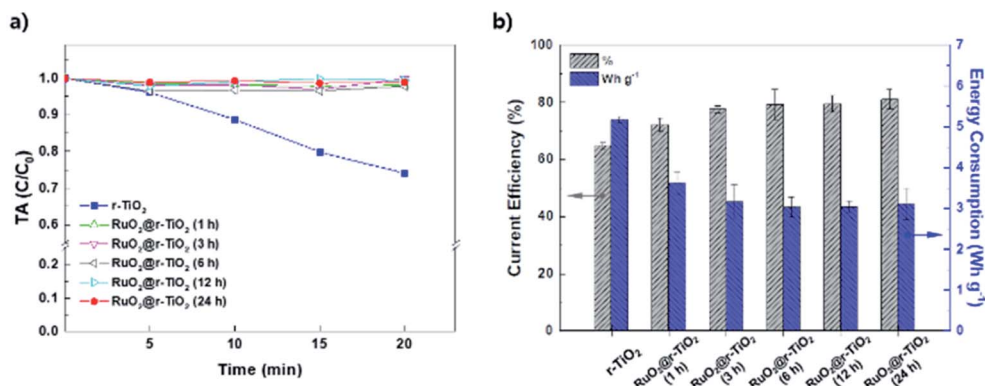 a)
TA (C/C₀)
1.0
0.9
0.8
0.7
0.2
0.1
0.0
r-TiO₂
RuO₂@r-TiO₂ (1 h)
RuO₂@r-TiO₂ (3 h)
RuO₂@r-TiO₂ (6 h)
RuO₂@r-TiO₂ (12 h)
RuO₂@r-TiO₂ (24 h)
5
10
15
20
Time (min)
b)
Current Efficiency (%)
100
80
60
40
20
0
%
Wh g⁻¹
7
6
5
4
3
2
1
0
Energy Consumption
(Wh g⁻¹)
r-TiO₂
RuO₂@r-TiO₂
(1 h)
RuO₂@r-TiO₂
(3 h)
RuO₂@r-TiO₂
(6 h)
RuO₂@r-TiO₂
(12 h)
RuO₂@r-TiO₂
(24 h)